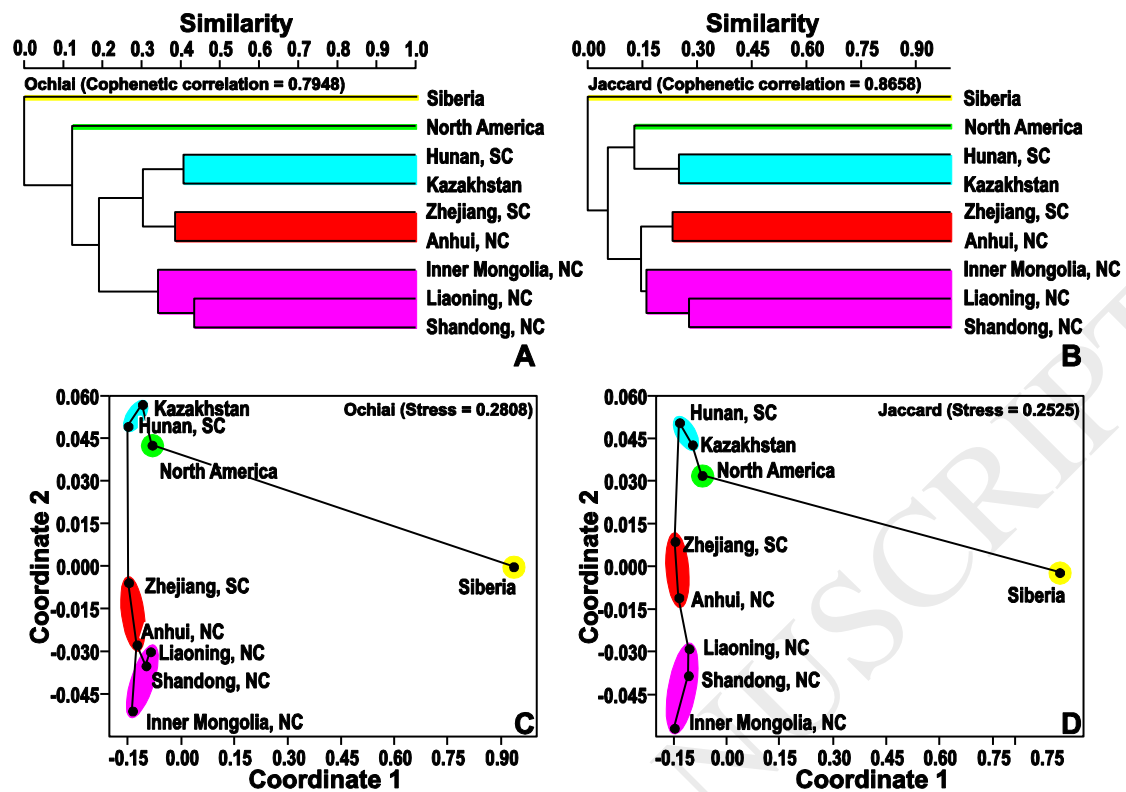 Similarity
0.0 0.1 0.2 0.3 0.4 0.5 0.6 0.7 0.8 0.9 1.0
Ochiai (Cophenetic correlation = 0.7948)
Siberia
North America
Hunan, SC
Kazakhstan
Zhejiang, SC
Anhui, NC
Inner Mongolia, NC
Liaoning, NC
Shandong, NC
A
Similarity
0.00 0.15 0.45 0.60 0.75 0.90
Jaccard (Cophenetic correlation = 0.8658)
Siberia
North America
Hunan, SC
Kazakhstan
Zhejiang, SC
Anhui, NC
Inner Mongolia, NC
Liaoning, NC
Shandong, NC
B
Coordinate 2
0.060
0.045
0.030
0.015
0.000
-0.015
-0.030
-0.045
Ochiai (Stress = 0.2808)
Kazakhstan
Hunan, SC
North America
Siberia
Zhejiang, SC
Anhui, NC
Liaoning, NC
Shandong, NC
Inner Mongolia, NC
C
-0.15 0.00 0.15 0.30 0.45 0.60 0.75 0.90
Coordinate 1
Coordinate 2
0.060
0.045
0.030
0.015
0.000
-0.015
-0.030
-0.045
Jaccard (Stress = 0.2525)
Hunan, SC
Kazakhstan
North America
Zhejiang, SC
Siberia
Anhui, NC
Liaoning, NC
Shandong, NC
Inner Mongolia, NC
D
-0.15 0.00 0.15 0.30 0.45 0.60 0.75
Coordinate 1
NUSCRIPT